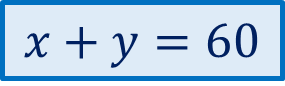 x + y = 60